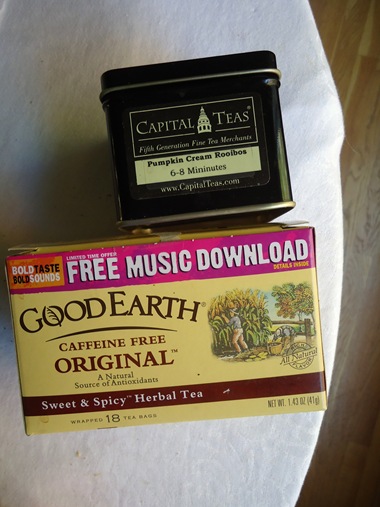 CAPITAL TEAS®
Fifth Generation Fine Tea Merchants
Pumpkin Cream Rooibos
6-8 Mininutes
www.CapitalTeas.com
BOLD TASTE
BOLD SOUNDS
LIMITED TIME OFFER
FREE MUSIC DOWNLOAD
DETAILS INSIDE
GOOD EARTH®
CAFFEINE FREE
ORIGINAL™
A Natural
Source of Antioxidants
All Natural
Sweet & Spicy™ Herbal Tea
WRAPPED 18 TEA BAGS
NET WT. 1.43 OZ (41g)